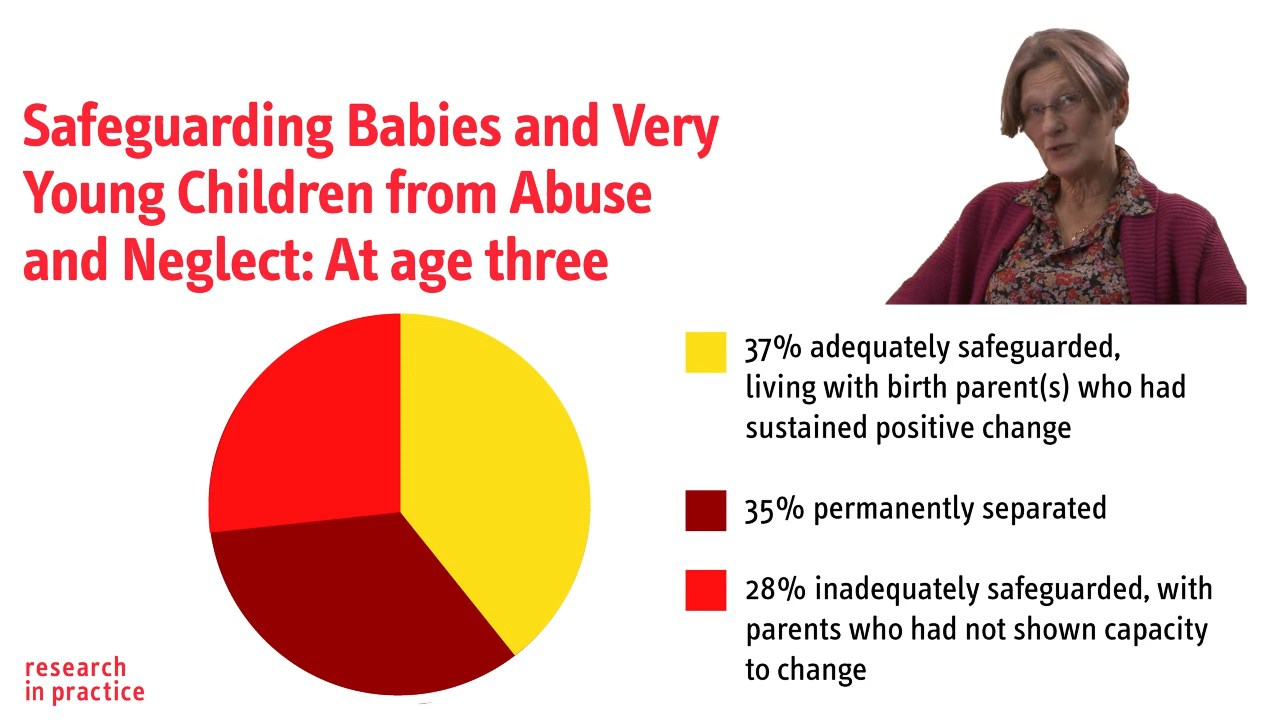 Safeguarding Babies and Very
Young Children from Abuse
and Neglect: At age three
37% adequately safeguarded,
living with birth parent(s) who had
sustained positive change
35% permanently separated
28% inadequately safeguarded, with
parents who had not shown capacity
to change
research
in practice